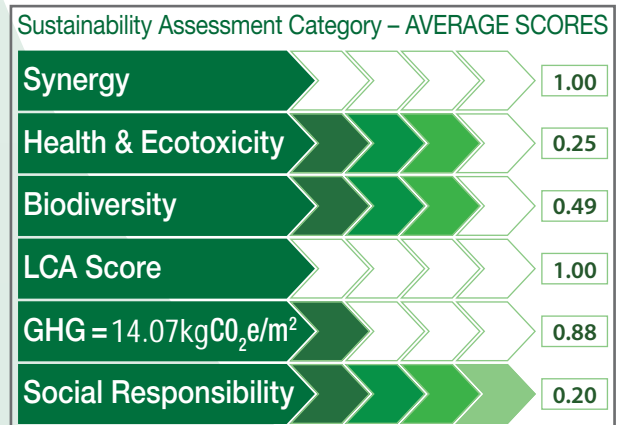 Sustainability Assessment Category – AVERAGE SCORES
Synergy 1.00
Health & Ecotoxicity 0.25
Biodiversity 0.49
LCA Score 1.00
GHG = 14.07kgCO₂e/m² 0.88
Social Responsibility 0.20